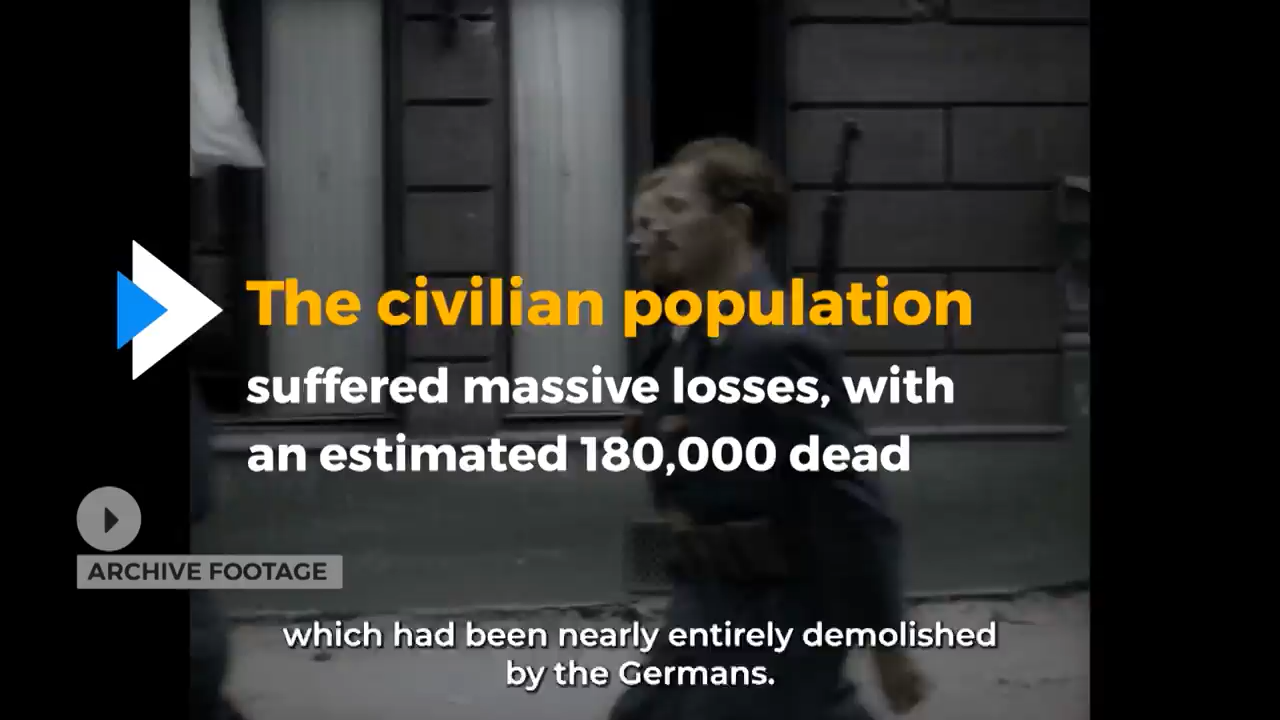 The civilian population
suffered massive losses, with
an estimated 180,000 dead
ARCHIVE FOOTAGE
which had been nearly entirely demolished
by the Germans.